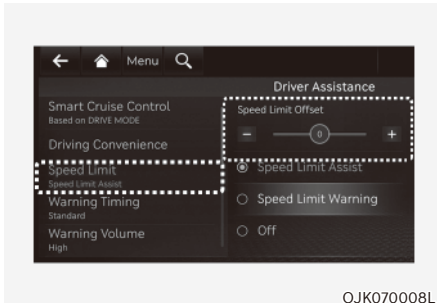 Menu
Driver Assistance
Smart Cruise Control
Based on DRIVE MODE
Driving Convenience
Speed Limit
Speed Limit Assist
Warning Timing
Standard
Warning Volume
High
Speed Limit Offset
− 0 +
Speed Limit Assist
Speed Limit Warning
Off
OJK070008L